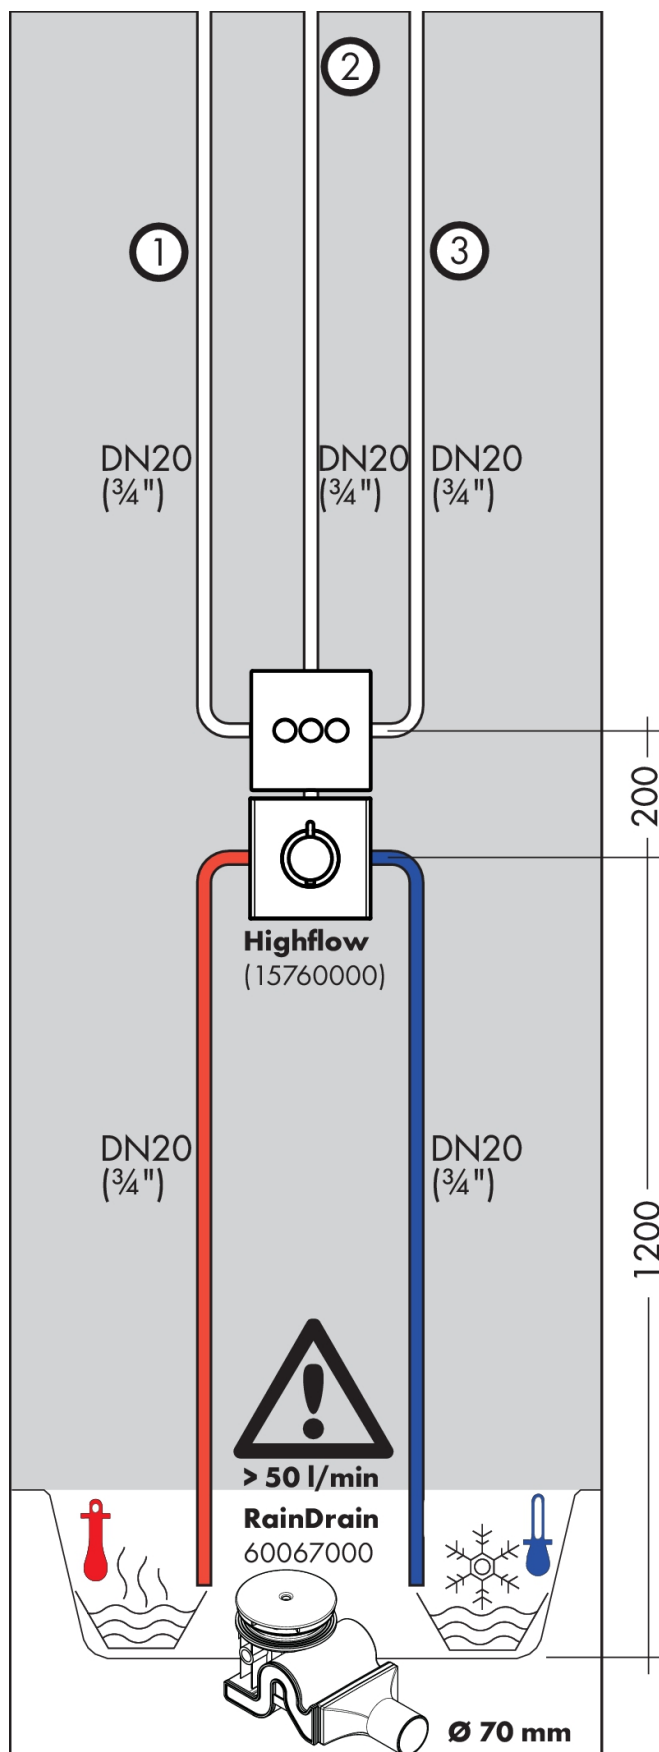 2
1
3
DN20
(¾")
DN20
(¾")
DN20
(¾")
200
Highflow
(15760000)
DN20
(¾")
DN20
(¾")
1200
> 50 l/min
RainDrain
60067000
Ø 70 mm